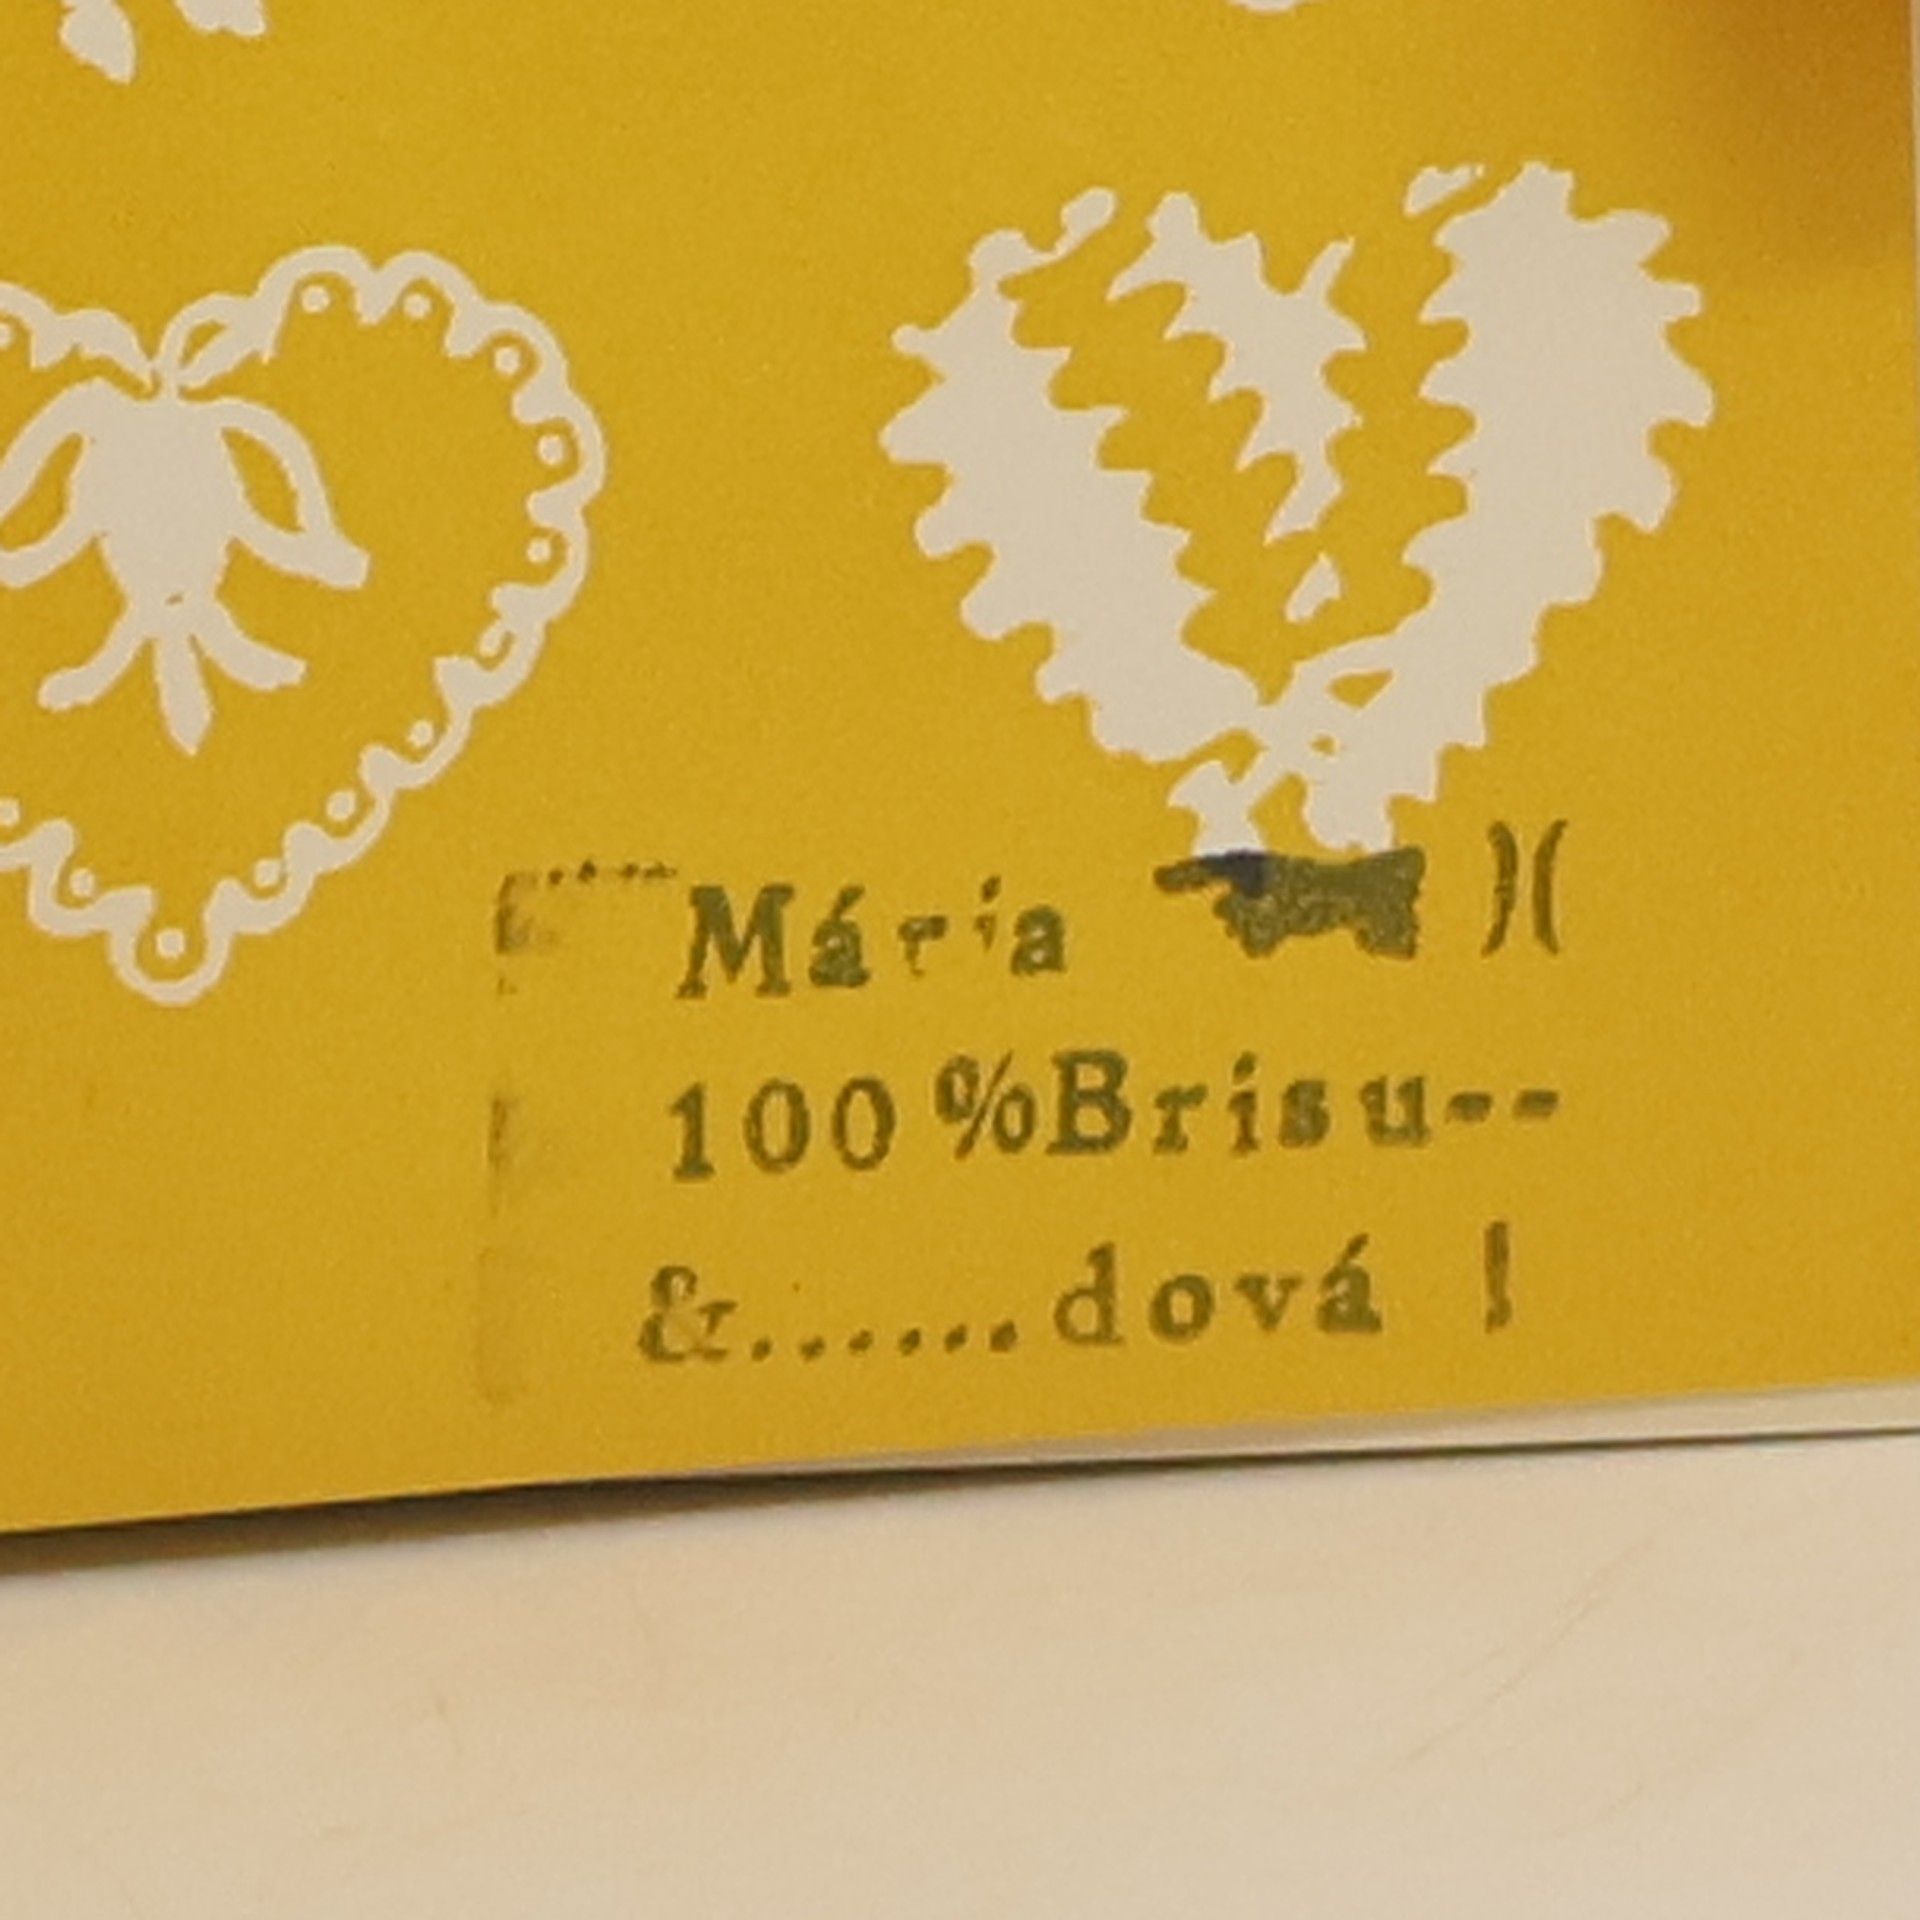 Mária ☚ )(
100%Brisu--
&......dová !